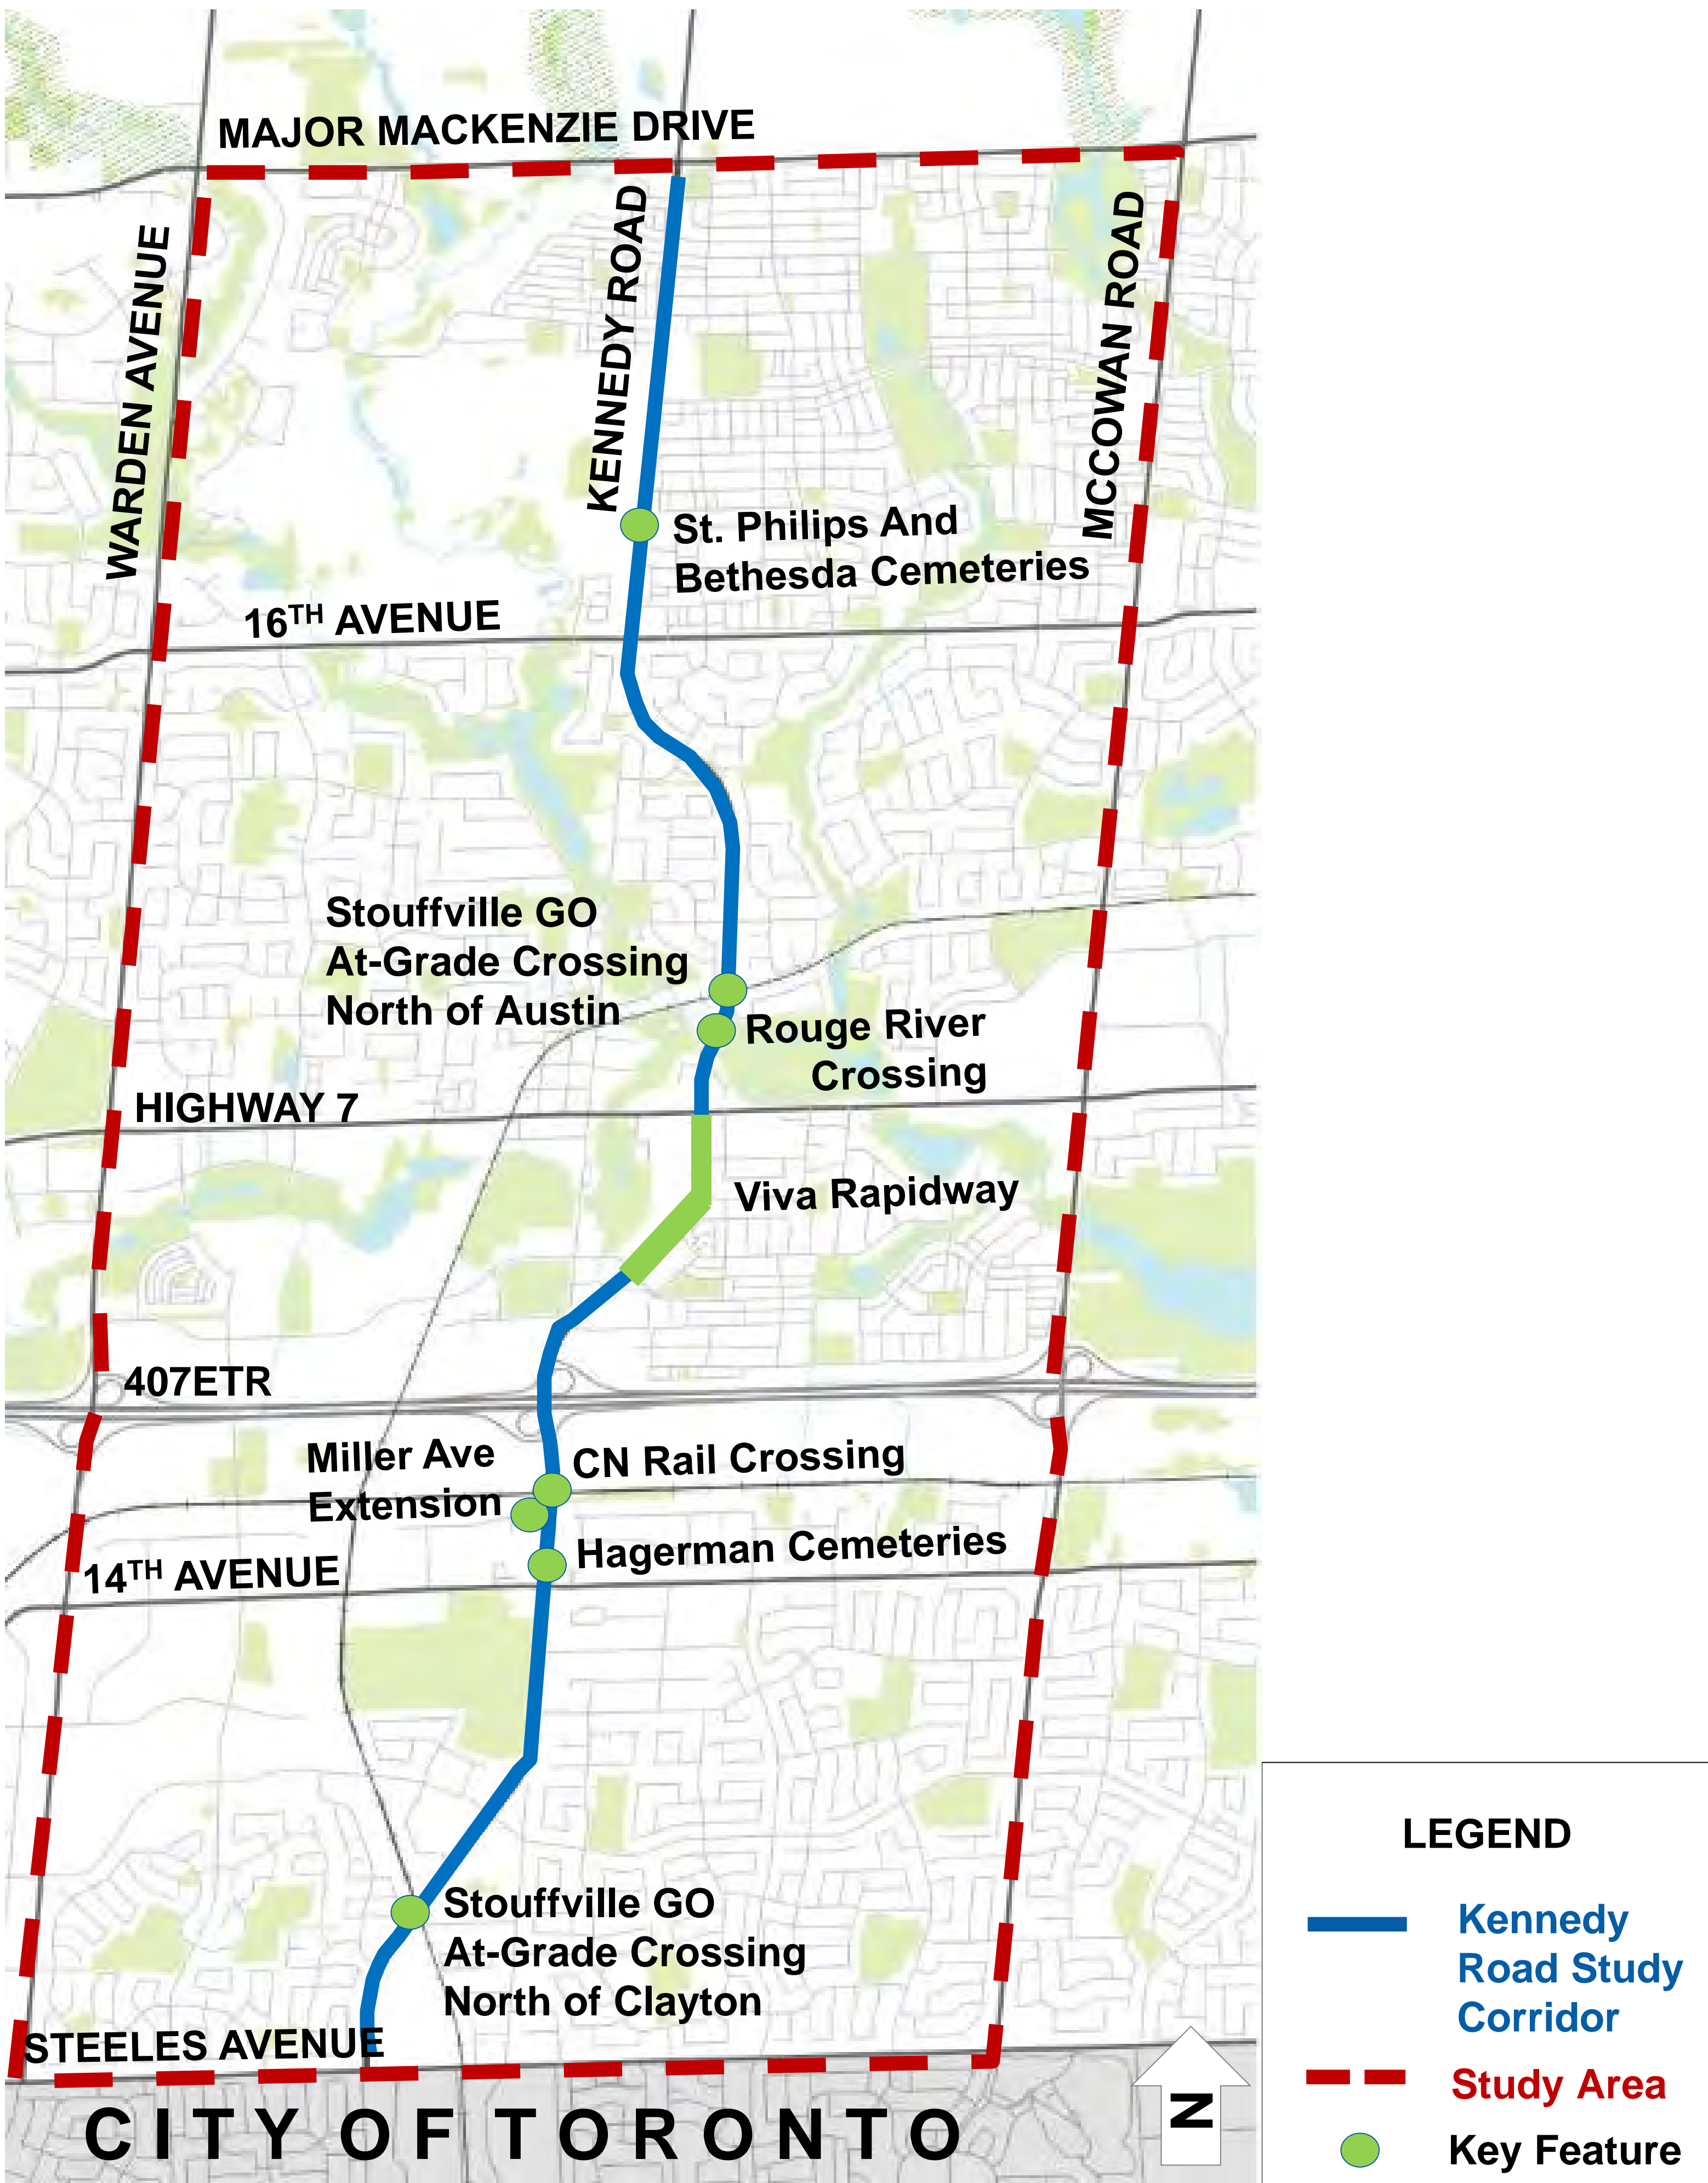 MAJOR MACKENZIE DRIVE
WARDEN AVENUE
KENNEDY ROAD
MCCOWAN ROAD
St. Philips And
Bethesda Cemeteries
16TH AVENUE
Stouffville GO
At-Grade Crossing
North of Austin
Rouge River
Crossing
HIGHWAY 7
Viva Rapidway
407ETR
Miller Ave
Extension
CN Rail Crossing
Hagerman Cemeteries
14TH AVENUE
Stouffville GO
At-Grade Crossing
North of Clayton
STEELES AVENUE
CITY OF TORONTO
N
LEGEND
Kennedy
Road Study
Corridor
Study Area
Key Feature